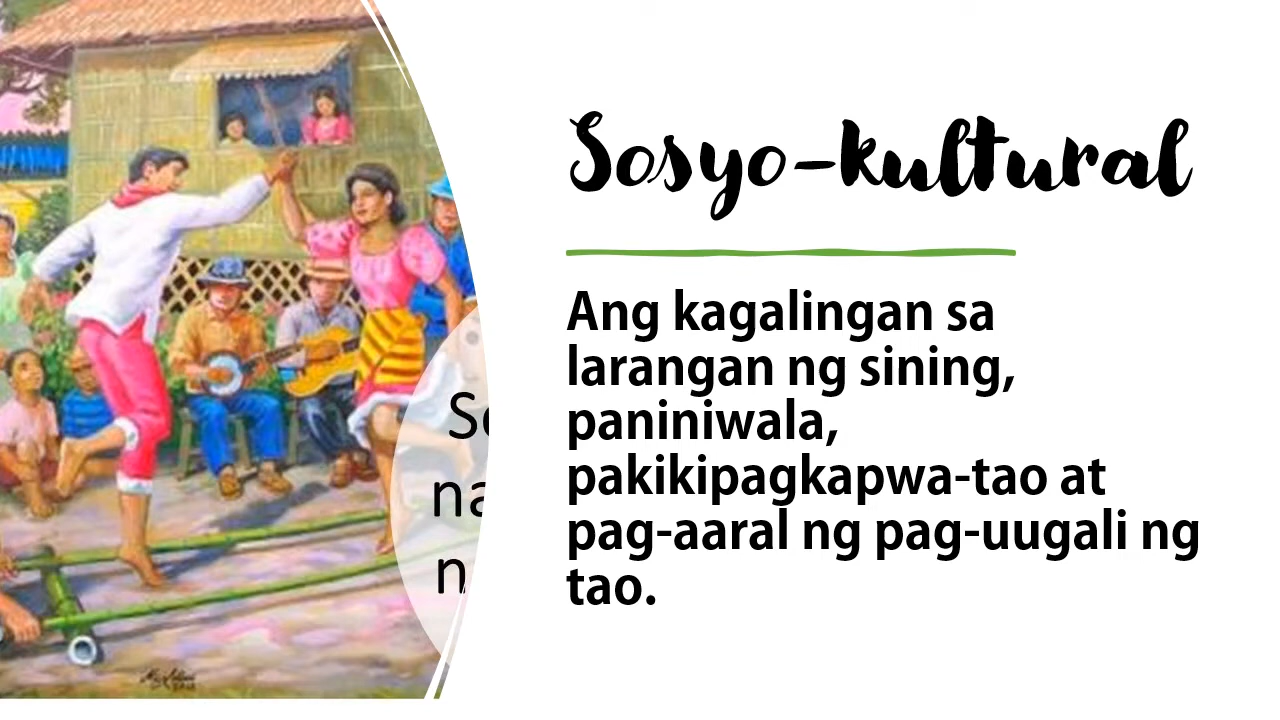 Sosyo-kultural
Ang kagalingan sa
larangan ng sining,
paniniwala,
pakikipagkapwa-tao at
pag-aaral ng pag-uugali ng
tao.
na
n